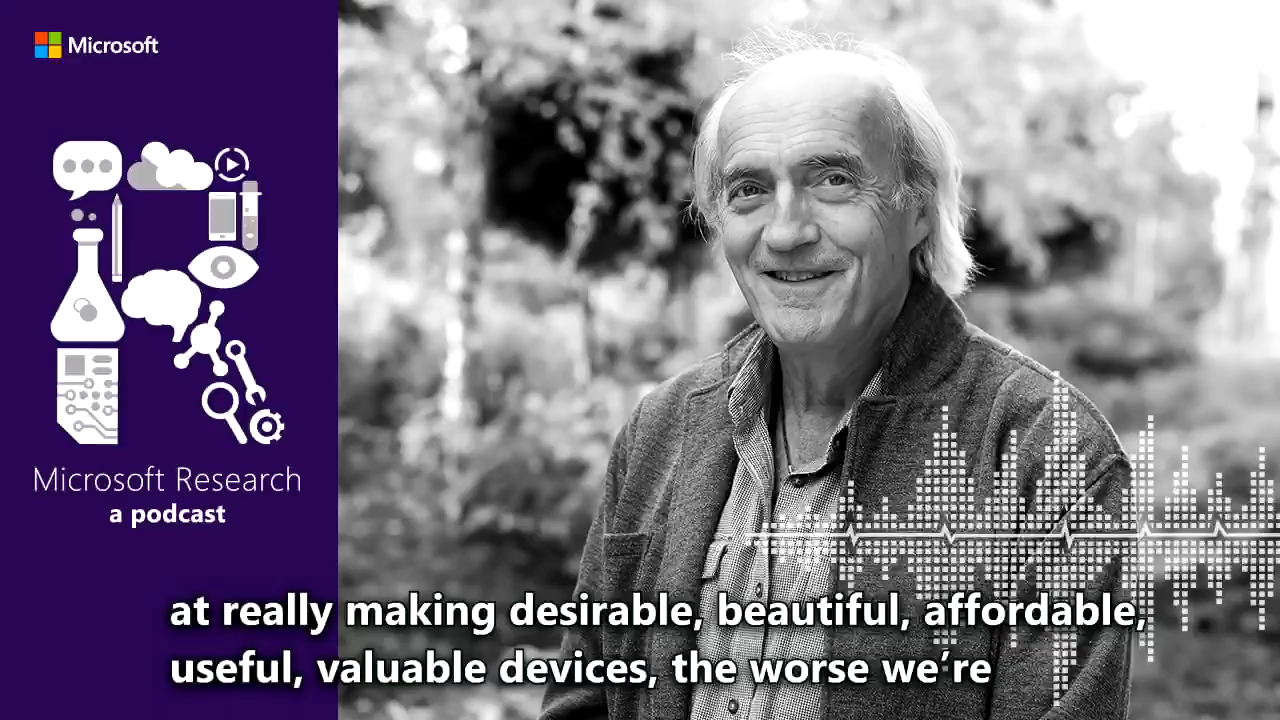 Microsoft
Microsoft Research
a podcast
at really making desirable, beautiful, affordable,
useful, valuable devices, the worse we’re